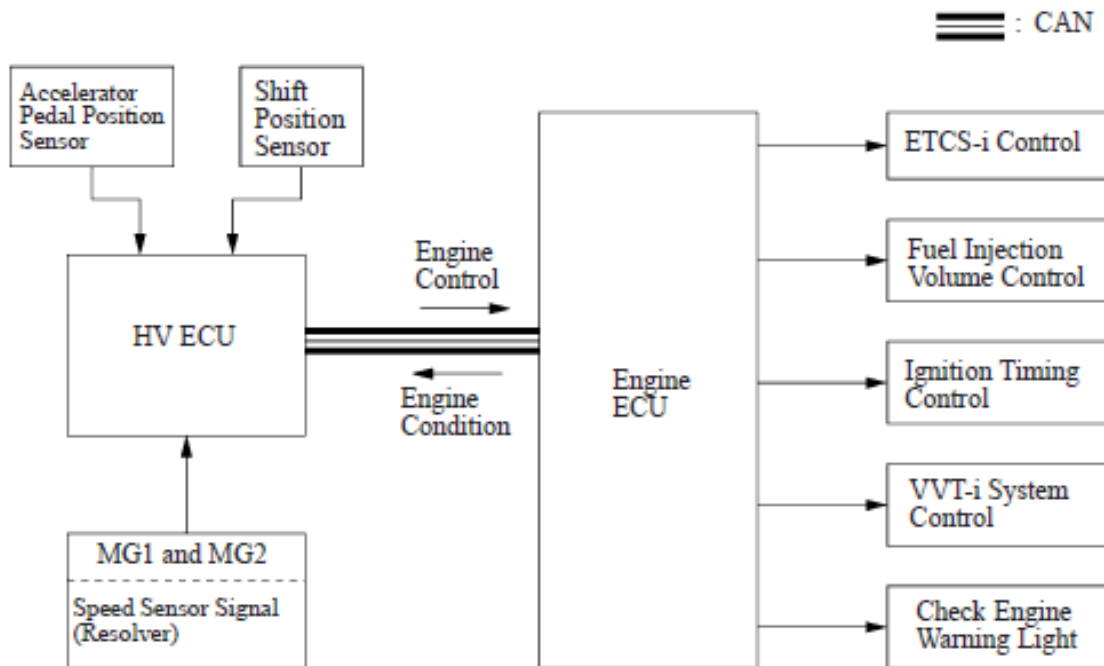 : CAN
Accelerator
Pedal Position
Sensor
Shift
Position
Sensor
HV ECU
Engine
Control
Engine
Condition
MG1 and MG2
Speed Sensor Signal
(Resolver)
Engine
ECU
ETCS-i Control
Fuel Injection
Volume Control
Ignition Timing
Control
VVT-i System
Control
Check Engine
Warning Light